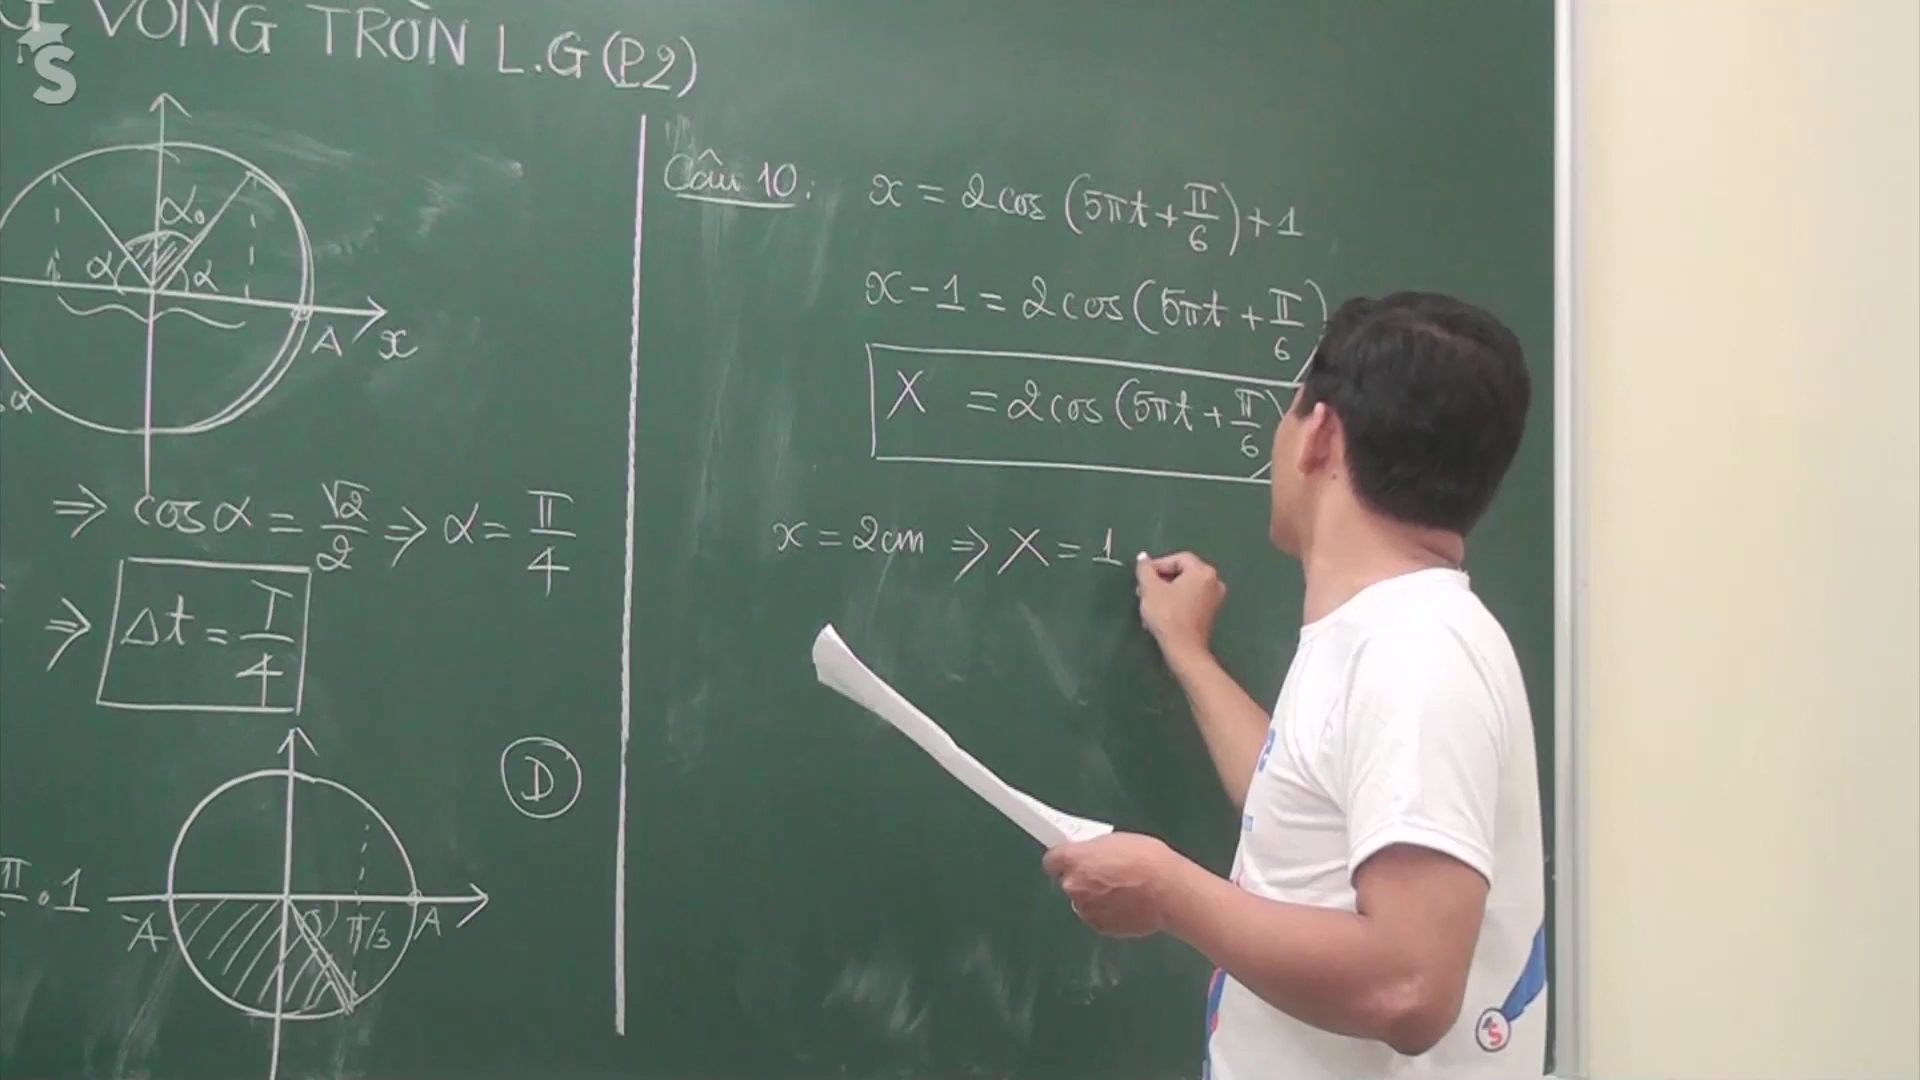 VÒNG TRÒN L.G (P2)
S
α₀
α α
A x
α
⇒ cosα = √2/2 ⇒ α = π/4
⇒ Δt = T/4
D
.1
-A π/3 A
Câu 10: x = 2cos (5πt + π/6) + 1
x - 1 = 2cos (5πt + π/6)
X = 2cos (5πt + π/6)
x = 2cm ⇒ X = 1
S